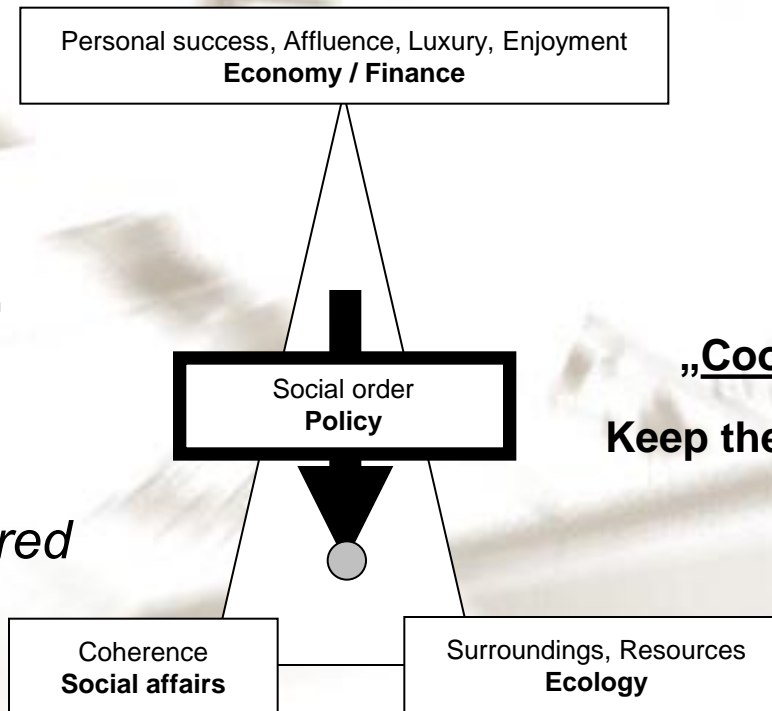 Personal success, Affluence, Luxury, Enjoyment
Economy / Finance
Social order
Policy
Keep the
Coherence
Social affairs
Surroundings, Resources
Ecology